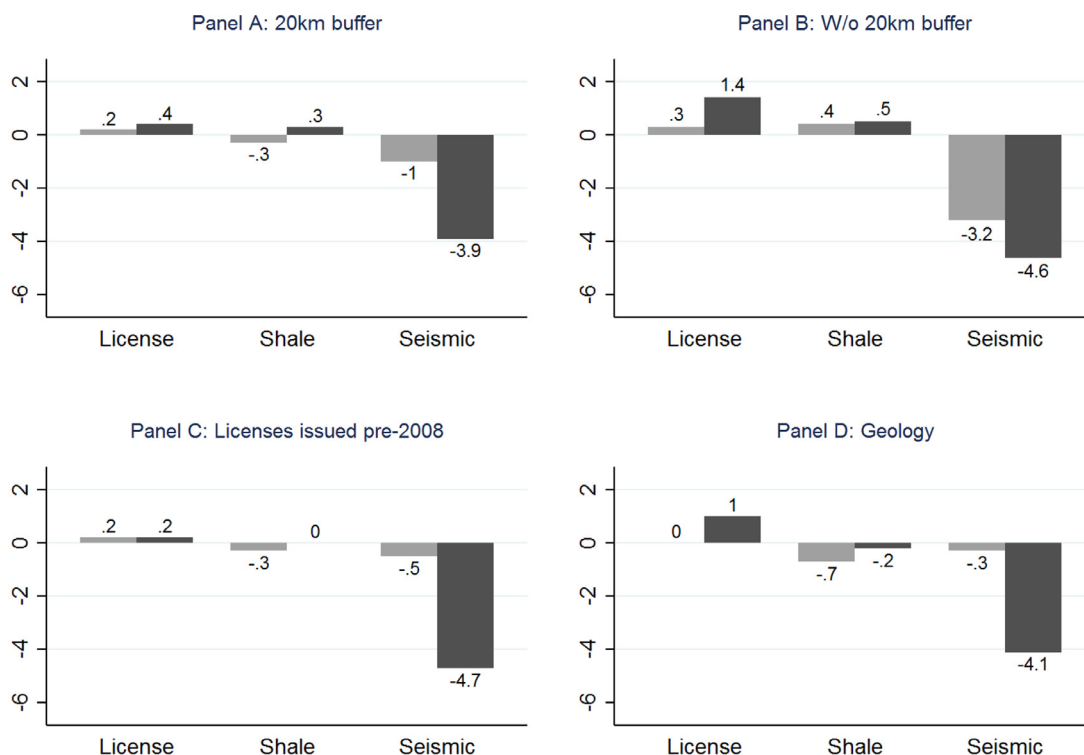 Panel A: 20km buffer
2
0
-2
-4
-6
.2
.4
-.3
.3
-1
-3.9
License
Shale
Seismic
Panel B: W/o 20km buffer
2
0
-2
-4
-6
.3
1.4
.4
.5
-3.2
-4.6
License
Shale
Seismic
Panel C: Licenses issued pre-2008
2
0
-2
-4
-6
.2
.2
-.3
0
-.5
-4.7
License
Shale
Seismic
Panel D: Geology
2
0
-2
-4
-6
0
1
-.7
-.2
-.3
-4.1
License
Shale
Seismic